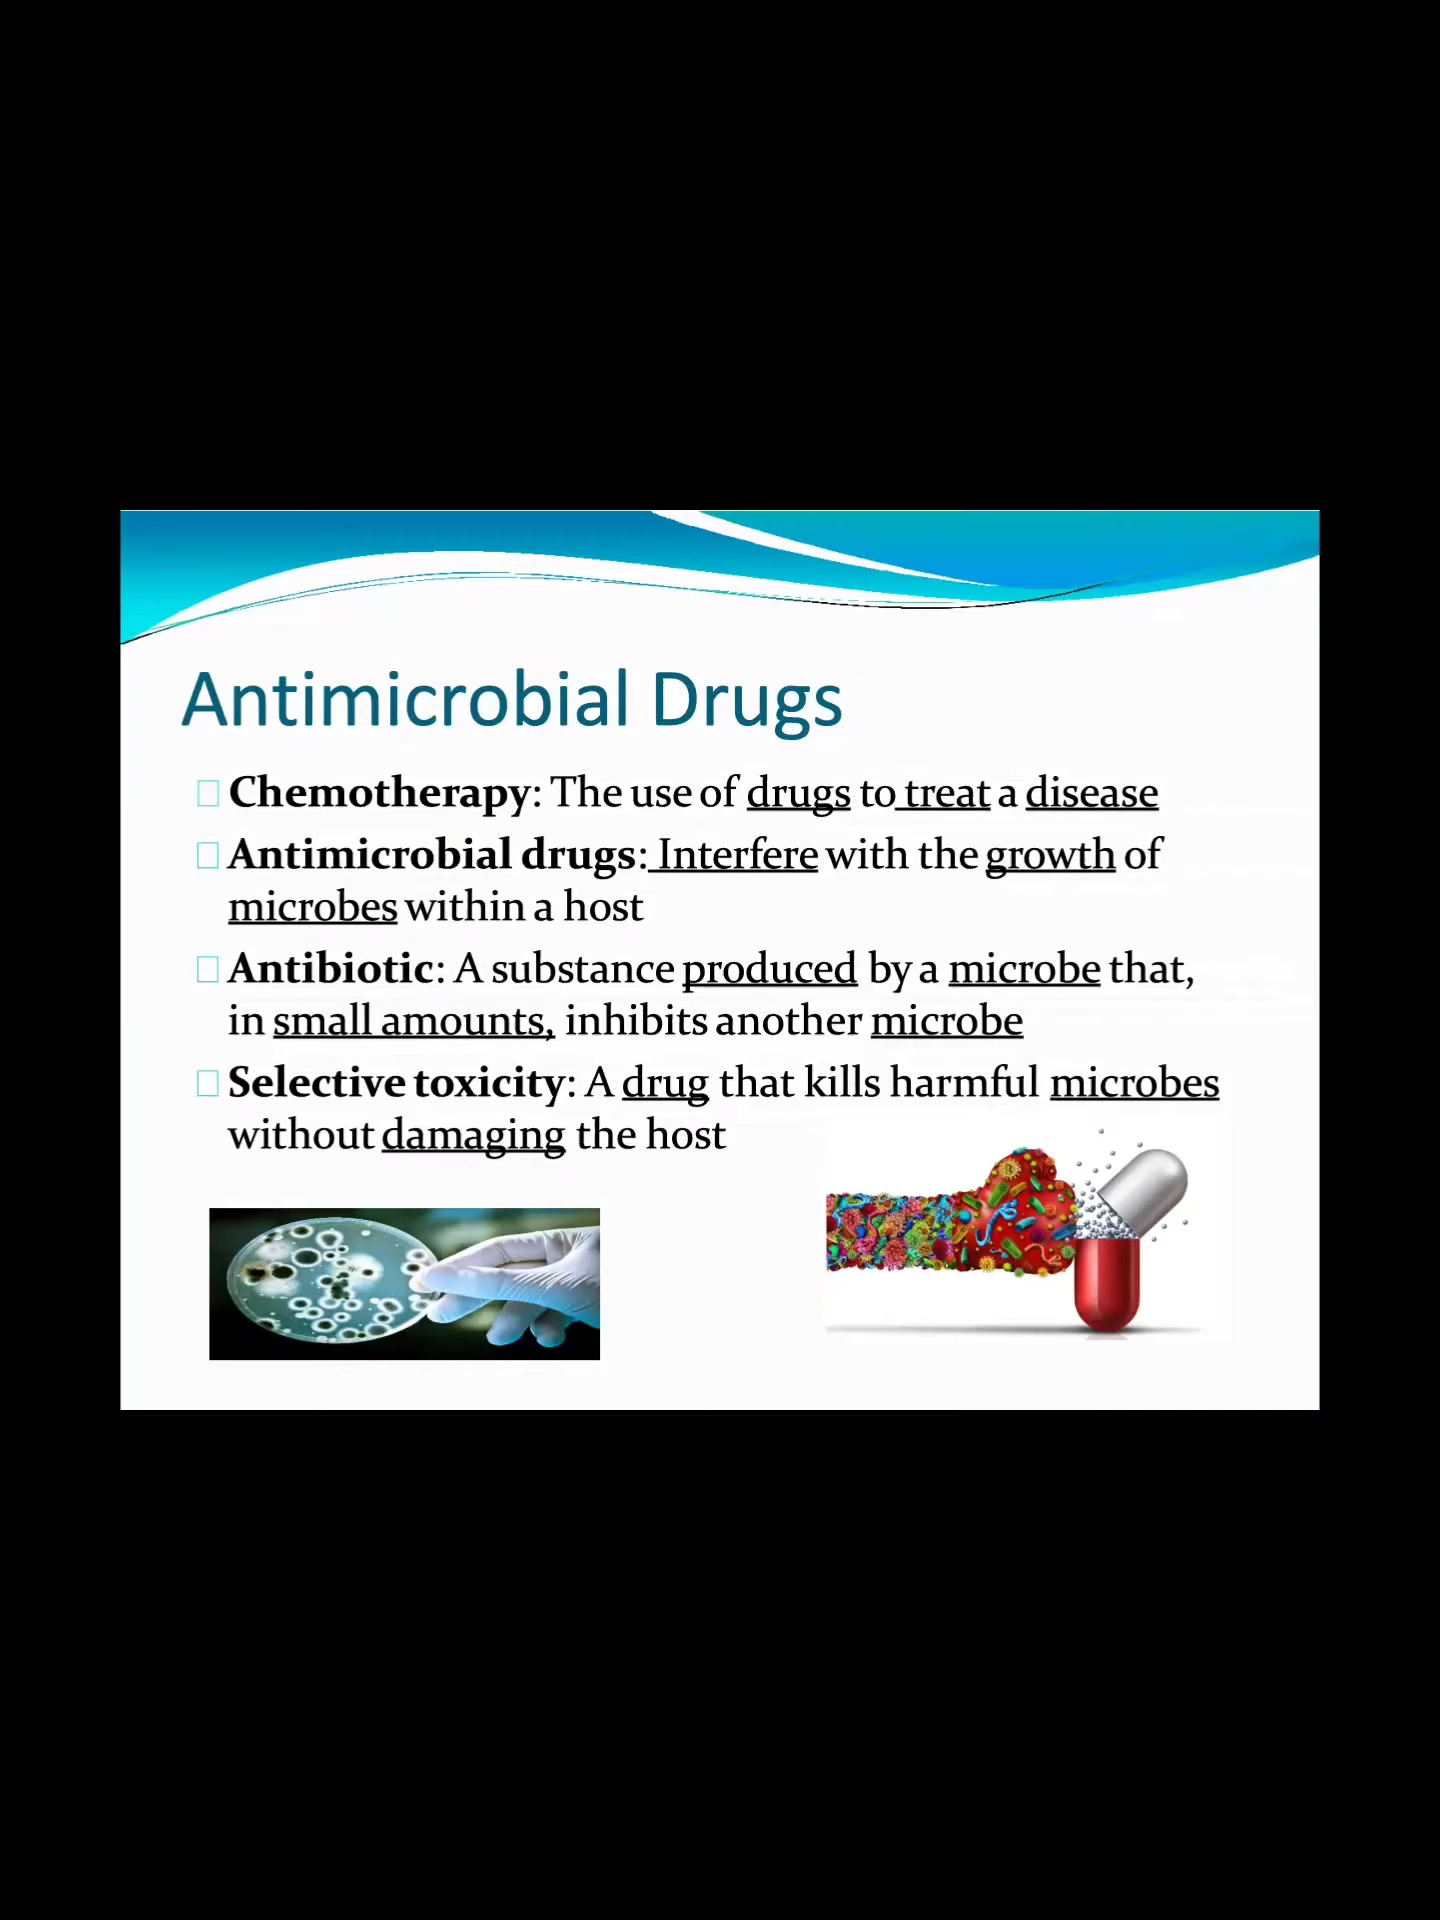 Antimicrobial Drugs
Chemotherapy: The use of drugs to treat a disease
Antimicrobial drugs: Interfere with the growth of
microbes within a host
Antibiotic: A substance produced by a microbe that,
in small amounts, inhibits another microbe
Selective toxicity: A drug that kills harmful microbes
without damaging the host